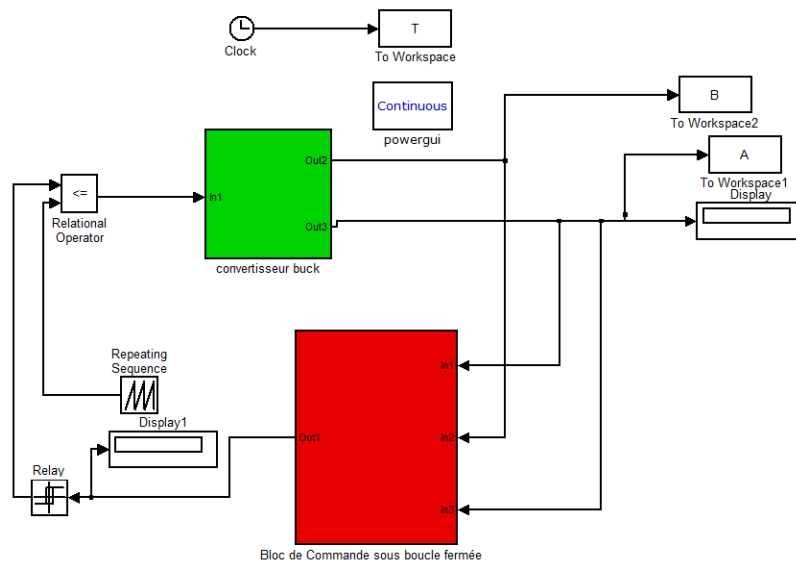 T
Clock
To Workspace
Continuous
powergui
B
To Workspace2
A
To Workspace1
Display
Out2
In1
Out3
<=
Relational
Operator
convertisseur buck
Repeating
Sequence
Display1
In1
Out1
In2
In3
Relay
Bloc de Commande sous boucle fermée